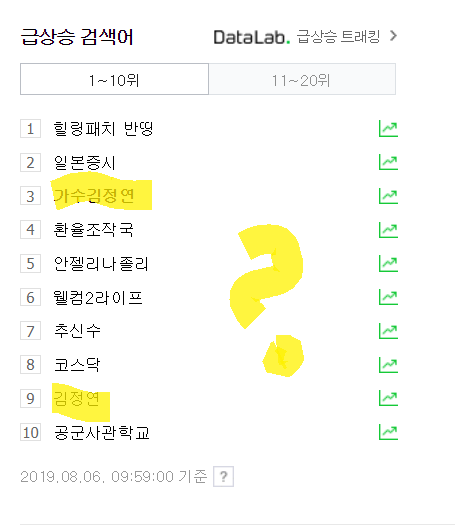 급상승 검색어 DataLab. 급상승 트래킹
1~10위 11~20위
1 힐링패치 반띵
2 일본증시
3 가수김정연
4 환율조작국
5 안젤리나졸리
6 웰컴2라이프
7 추신수
8 코스닥
9 김정연
10 공군사관학교
2019.08.06. 09:59:00 기준 ?
?